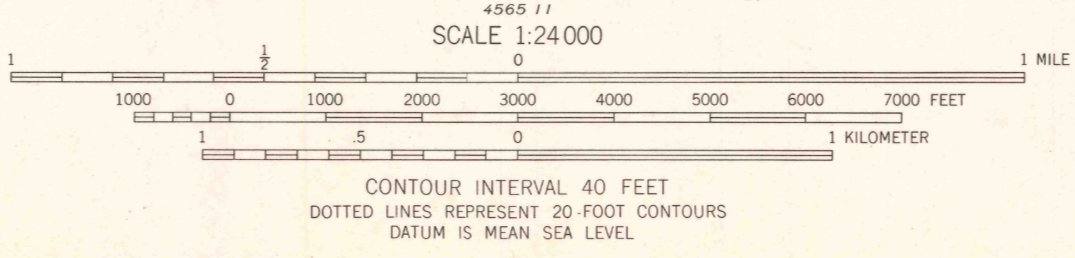 4565 II
SCALE 1:24 000
1 1/2 0 1 MILE
1000 0 1000 2000 3000 4000 5000 6000 7000 FEET
1 .5 0 1 KILOMETER
CONTOUR INTERVAL 40 FEET
DOTTED LINES REPRESENT 20-FOOT CONTOURS
DATUM IS MEAN SEA LEVEL